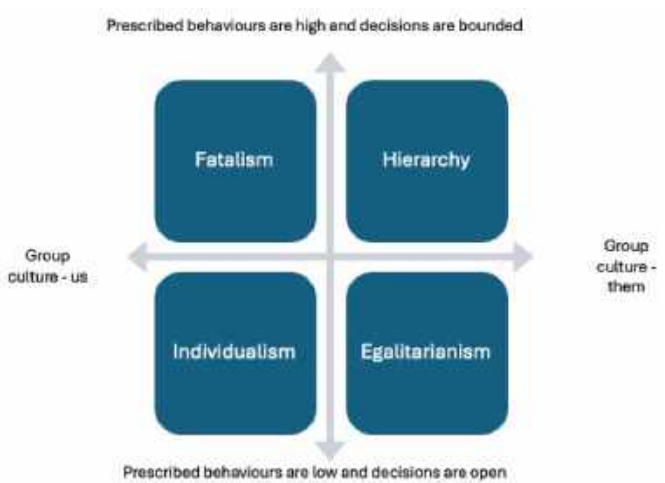 Prescribed behaviours are high and decisions are bounded
Fatalism
Hierarchy
Group
culture - us
Group
culture -
them
Individualism
Egalitarianism
Prescribed behaviours are low and decisions are open